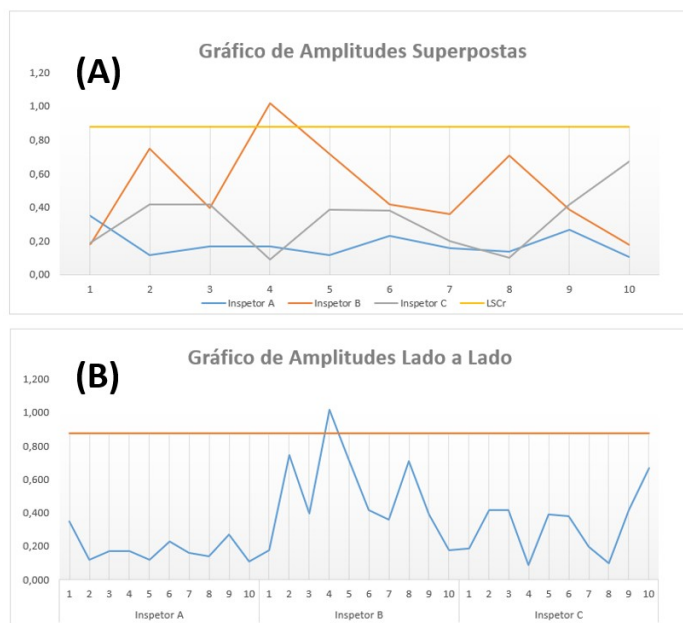 Gráfico de Amplitudes Superpostas
(A)
1,20
1,00
0,80
0,60
0,40
0,20
0,00
1 2 3 4 5 6 7 8 9 10
Inspetor A Inspetor B Inspetor C LSCr
Gráfico de Amplitudes Lado a Lado
(B)
1,200
1,000
0,800
0,600
0,400
0,200
0,000
1 2 3 4 5 6 7 8 9 10 1 2 3 4 5 6 7 8 9 10 1 2 3 4 5 6 7 8 9 10
Inspetor A Inspetor B Inspetor C